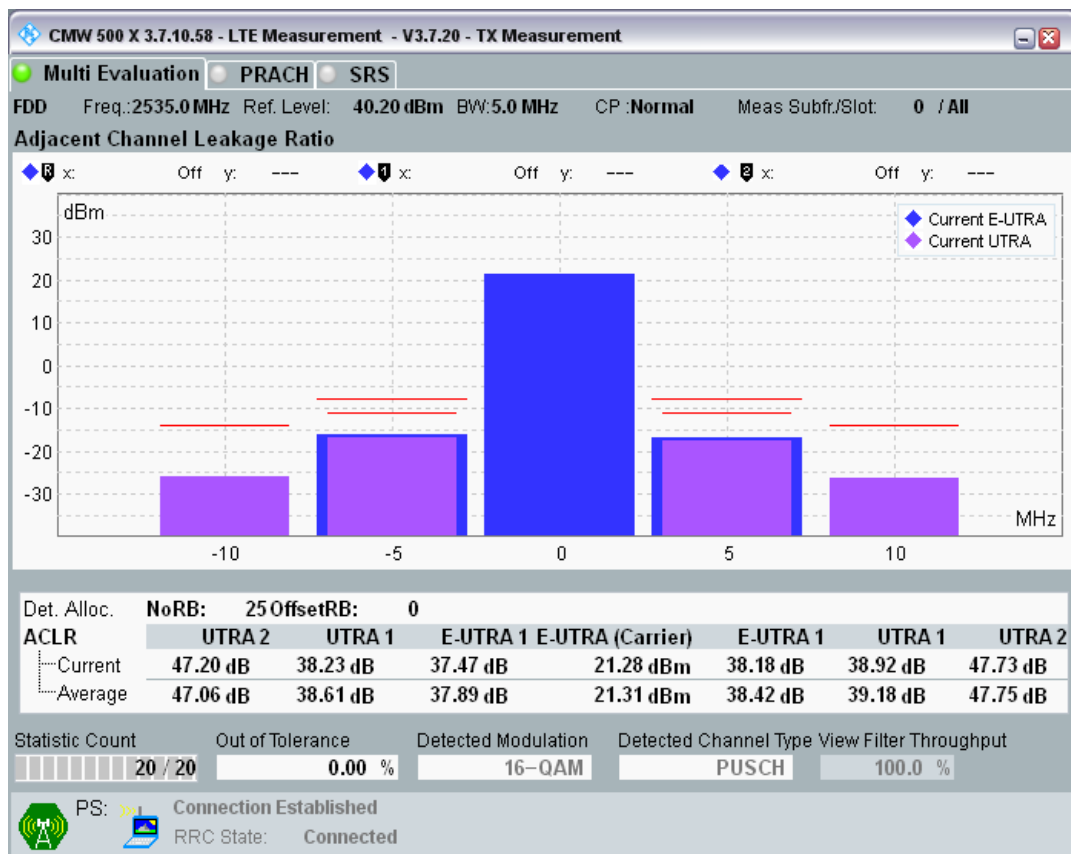 CMW 500 X 3.7.10.58 - LTE Measurement - V3.7.20 - TX Measurement
Multi Evaluation PRACH SRS
FDD Freq.:2535.0 MHz Ref. Level: 40.20 dBm BW:5.0 MHz CP :Normal Meas Subfr./Slot: 0 / All
Adjacent Channel Leakage Ratio
R x: Off y: --- 1 x: Off y: --- 2 x: Off y: ---
dBm
Current E-UTRA
Current UTRA
30
20
10
0
-10
-20
-30
MHz
-10 -5 0 5 10
Det. Alloc. NoRB: 25 OffsetRB: 0
ACLR UTRA 2 UTRA 1 E-UTRA 1 E-UTRA (Carrier) E-UTRA 1 UTRA 1 UTRA 2
Current 47.20 dB 38.23 dB 37.47 dB 21.28 dBm 38.18 dB 38.92 dB 47.73 dB
Average 47.06 dB 38.61 dB 37.89 dB 21.31 dBm 38.42 dB 39.18 dB 47.75 dB
Statistic Count Out of Tolerance Detected Modulation Detected Channel Type View Filter Throughput
20 / 20 0.00 % 16-QAM PUSCH 100.0 %
PS: Connection Established
RRC State: Connected